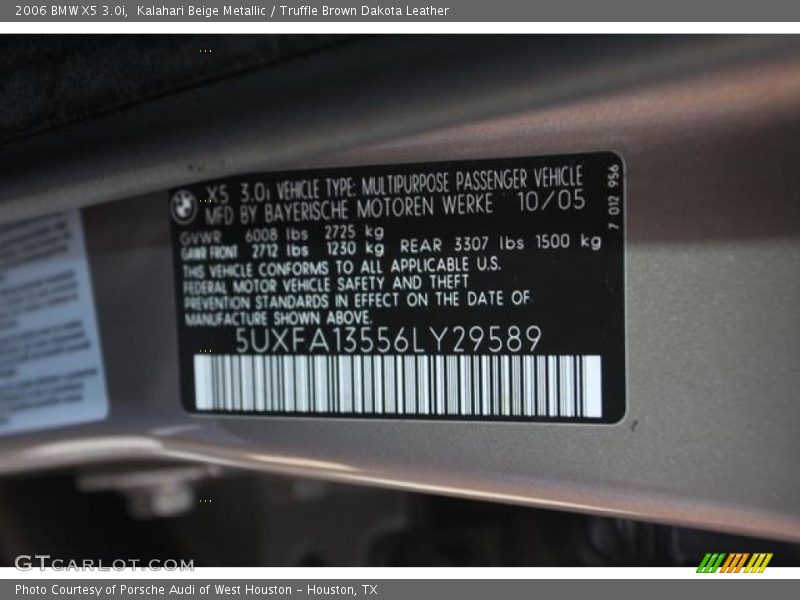 2006 BMW X5 3.0i,  Kalahari Beige Metallic / Truffle Brown Dakota Leather
X5 3.0i VEHICLE TYPE: MULTIPURPOSE PASSENGER VEHICLE
MFD BY BAYERISCHE MOTOREN WERKE 10/05
GVWR 6008 lbs 2725 kg
GAWR FRONT 2712 lbs 1230 kg REAR 3307 lbs 1500 kg
THIS VEHICLE CONFORMS TO ALL APPLICABLE U.S.
FEDERAL MOTOR VEHICLE SAFETY AND THEFT
PREVENTION STANDARDS IN EFFECT ON THE DATE OF
MANUFACTURE SHOWN ABOVE.
5UXFA13556LY29589
7 012 956
GTCARLOT.COM
Photo Courtesy of Porsche Audi of West Houston - Houston, TX